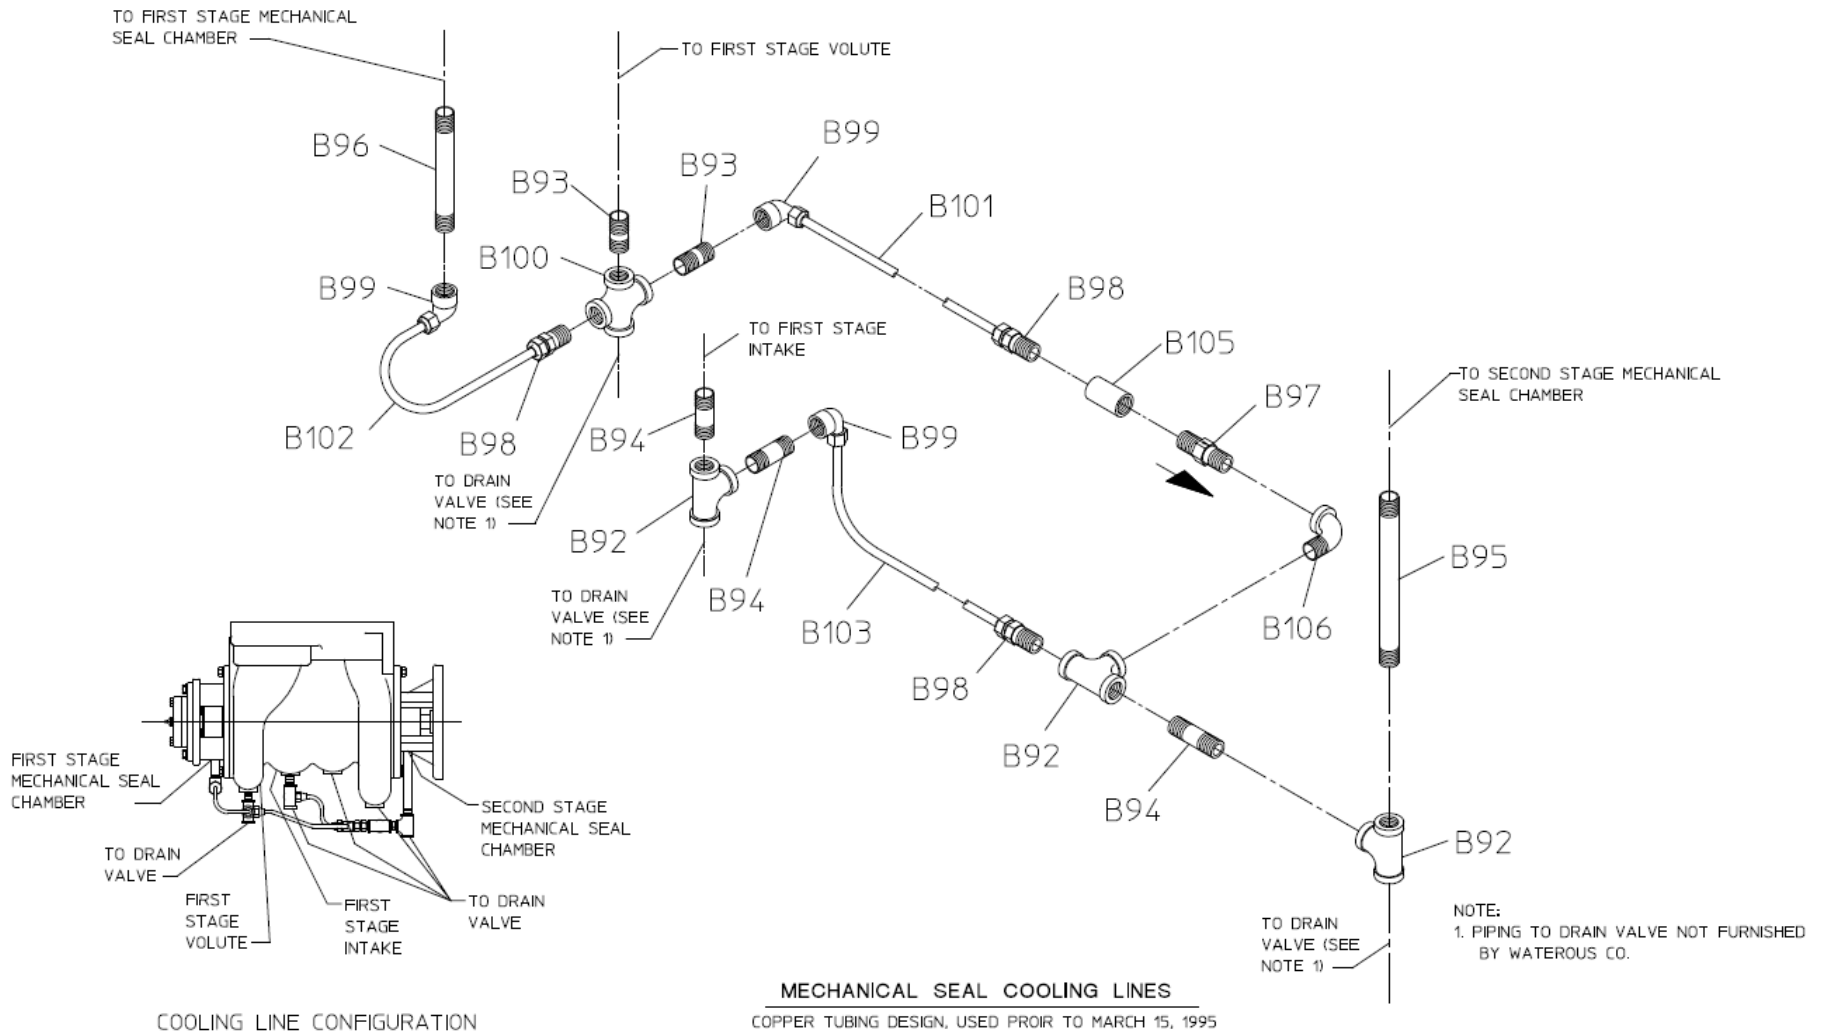 TO FIRST STAGE MECHANICAL
SEAL CHAMBER
TO FIRST STAGE VOLUTE
B96
B93
B93
B99
B101
B100
B99
B98
B105
B97
TO FIRST STAGE
INTAKE
TO SECOND STAGE MECHANICAL
SEAL CHAMBER
B102
B98
B94
B99
TO DRAIN
VALVE (SEE
NOTE 1)
B92
B94
B95
TO DRAIN
VALVE (SEE
NOTE 1)
B103
B106
B98
B92
B94
B92
FIRST STAGE
MECHANICAL SEAL
CHAMBER
SECOND STAGE
MECHANICAL SEAL
CHAMBER
TO DRAIN
VALVE
FIRST
STAGE
VOLUTE
FIRST
STAGE
INTAKE
TO DRAIN
VALVE
TO DRAIN
VALVE (SEE
NOTE 1)
NOTE:
1. PIPING TO DRAIN VALVE NOT FURNISHED
BY WATEROUS CO.
COOLING LINE CONFIGURATION
MECHANICAL SEAL COOLING LINES
COPPER TUBING DESIGN, USED PROIR TO MARCH 15, 1995